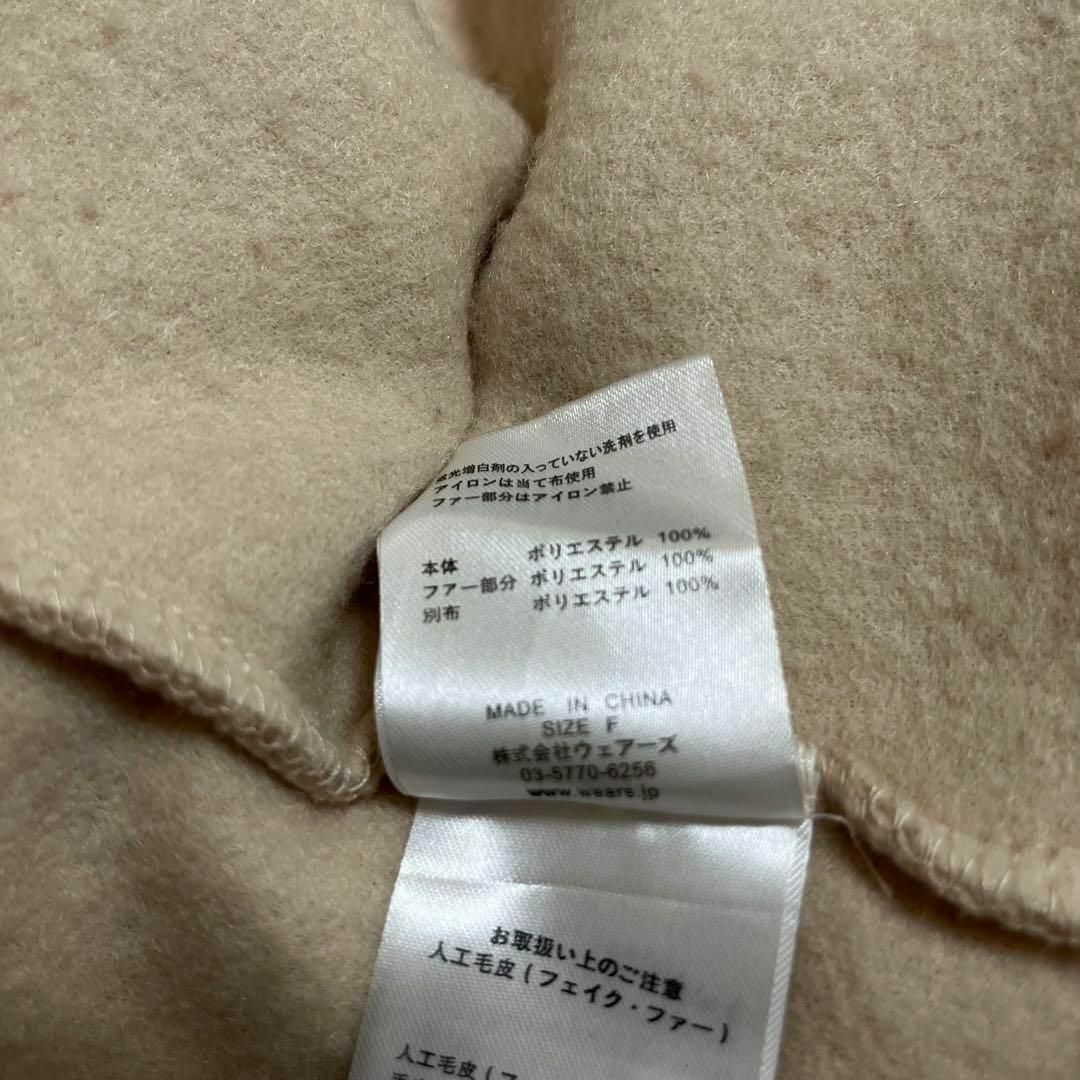 光増白剤の入っていない洗剤を使用
アイロンは当て布使用
ファー部分はアイロン禁止
本体 ポリエステル 100%
ファー部分 ポリエステル 100%
別布 ポリエステル 100%
MADE IN CHINA
SIZE F
株式会社ウェアーズ
03-5770-6256
www.wears.jp
お取扱い上のご注意
人工毛皮(フェイク・ファー)
人工毛皮(フ